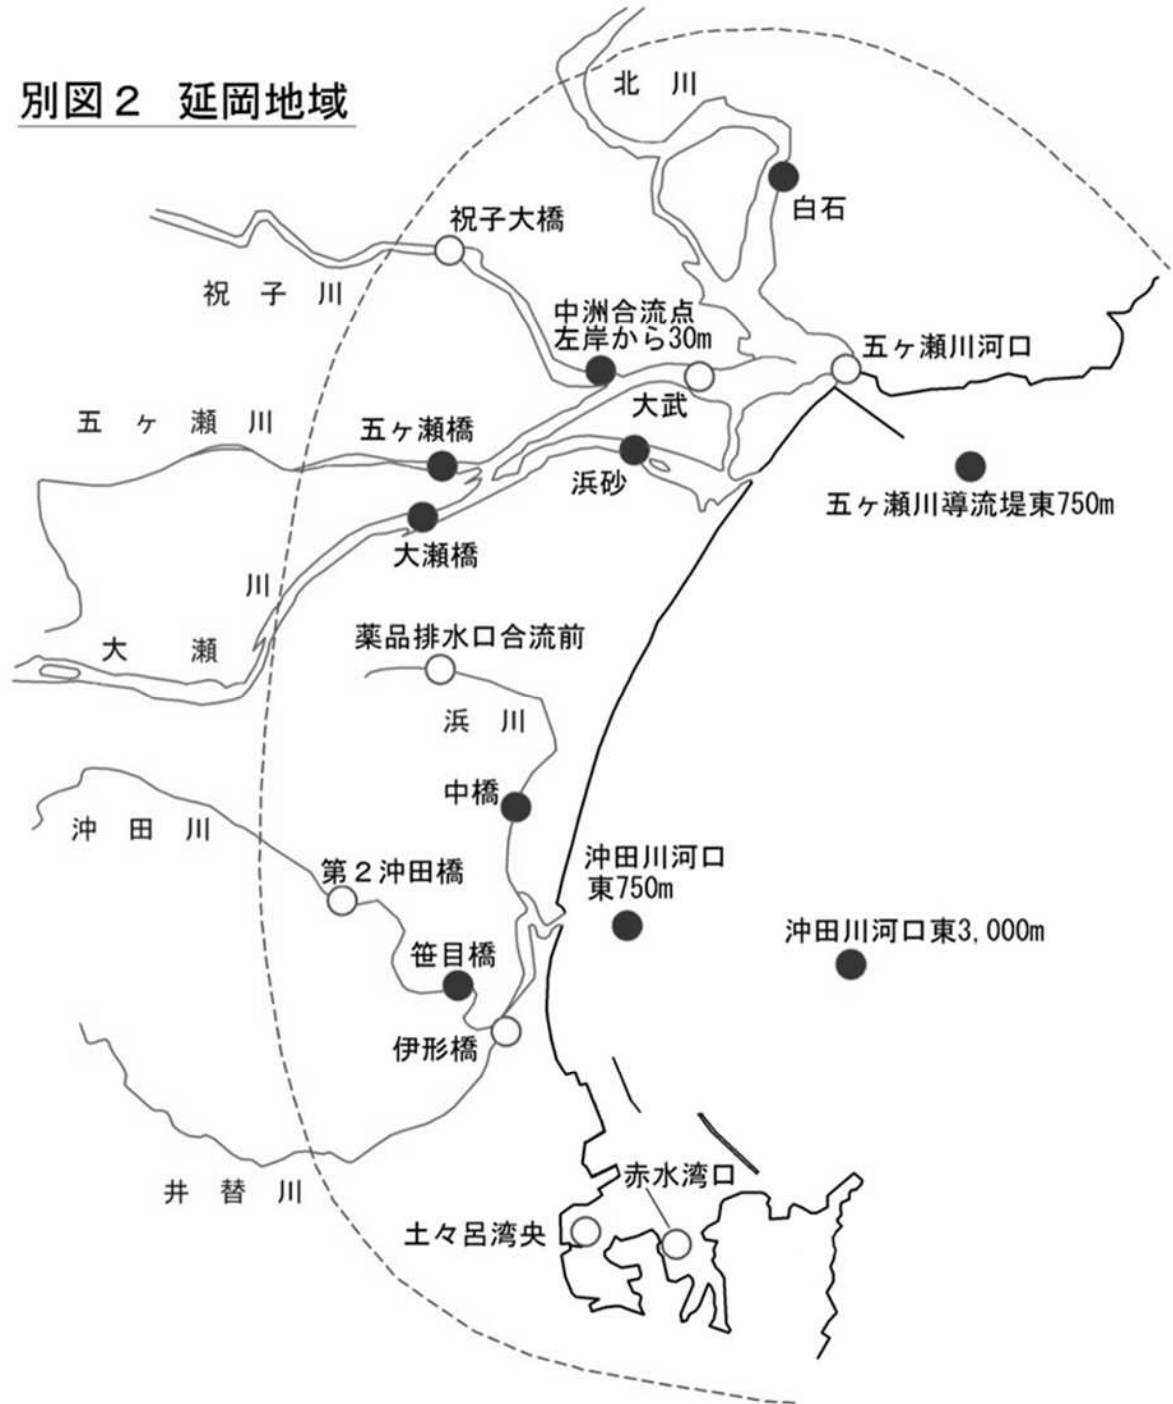 別図２　延岡地域
北　川
白石
祝子大橋
祝　子　川
中洲合流点
左岸から30m
五ヶ瀬川河口
大武
五　ヶ　瀬　川
五ヶ瀬橋
浜砂
五ヶ瀬川導流堤東750m
大瀬橋
大　瀬　川
薬品排水口合流前
浜　川
中橋
沖　田　川
第２沖田橋
沖田川河口
東750m
沖田川河口東3,000m
笹目橋
伊形橋
井　替　川
赤水湾口
土々呂湾央